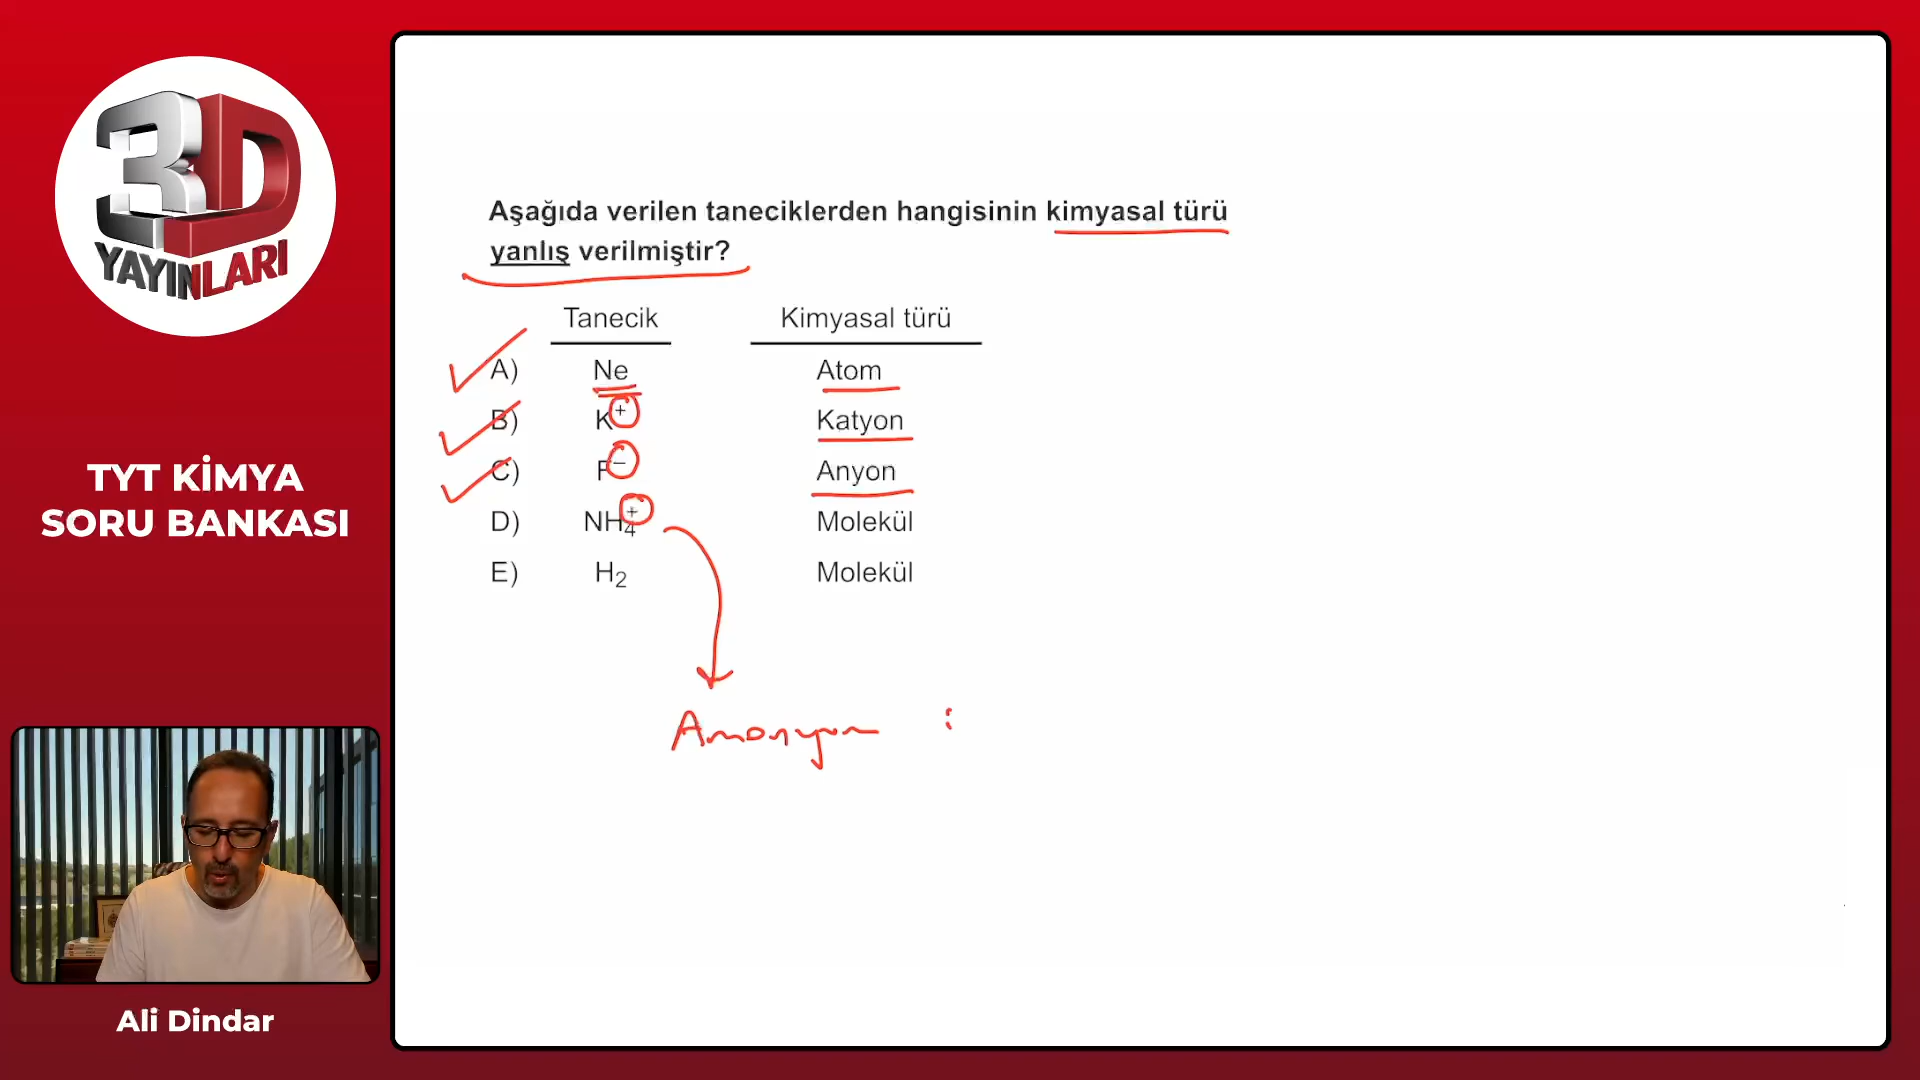 3D
YAYINLARI
TYT KİMYA
SORU BANKASI
Ali Dindar
Aşağıda verilen taneciklerden hangisinin kimyasal türü
yanlış verilmiştir?
Tanecik Kimyasal türü
A) Ne Atom
B) K⁺ Katyon
C) F⁻ Anyon
D) NH₄⁺ Molekül
E) H₂ Molekül
Amonyum i